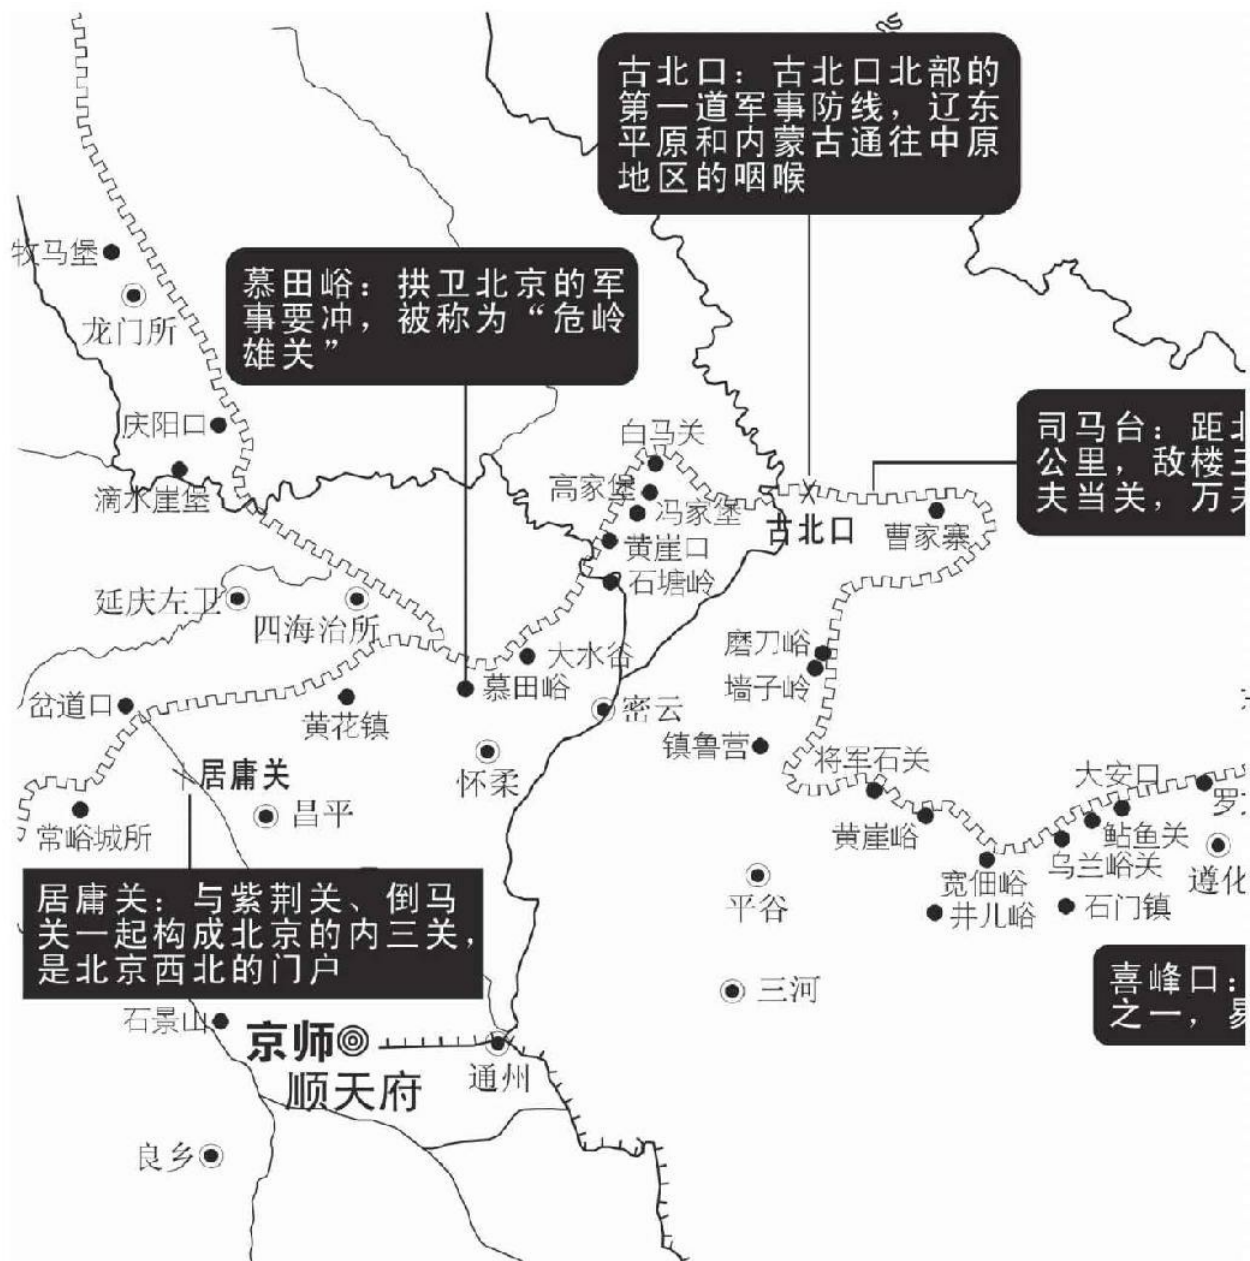 古北口：古北口北部的
第一道军事防线，辽东
平原和内蒙古通往中原
地区的咽喉
牧马堡
龙门所
慕田峪：拱卫北京的军
事要冲，被称为“危岭
雄关”
庆阳口
滴水崖堡
白马关
高家堡
冯家堡
黄崖口
石塘岭
古北口
曹家寨
司马台：距北
公里，敌楼三
夫当关，万夫
延庆左卫
四海治所
大水谷
慕田峪
磨刀峪
墙子岭
岔道口
黄花镇
密云
镇鲁营
怀柔
居庸关
昌平
常峪城所
将军石关
大安口
黄崖峪
鲇鱼关
乌兰峪关
宽佃峪
遵化
井儿峪
石门镇
平谷
三河
居庸关：与紫荆关、倒马
关一起构成北京的内三关，
是北京西北的门户
喜峰口：
之一，易
石景山
京师
顺天府
通州
良乡